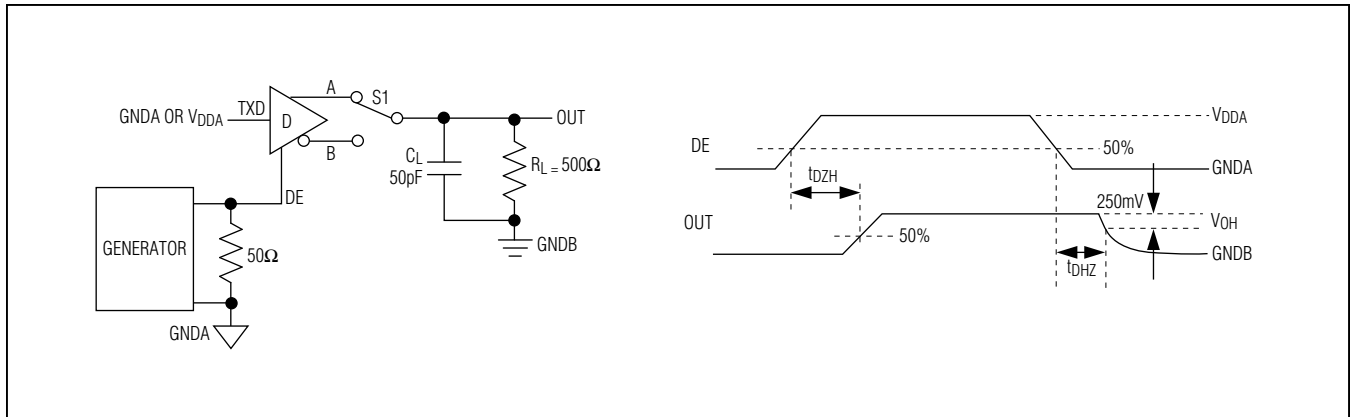 GNDA OR VDDA
TXD
D
A
B
S1
OUT
CL
50pF
RL = 500Ω
GNDB
DE
GENERATOR
50Ω
GNDA
DE
VDDA
50%
GNDA
tDZH
250mV
OUT
VOH
50%
GNDB
tDHZ